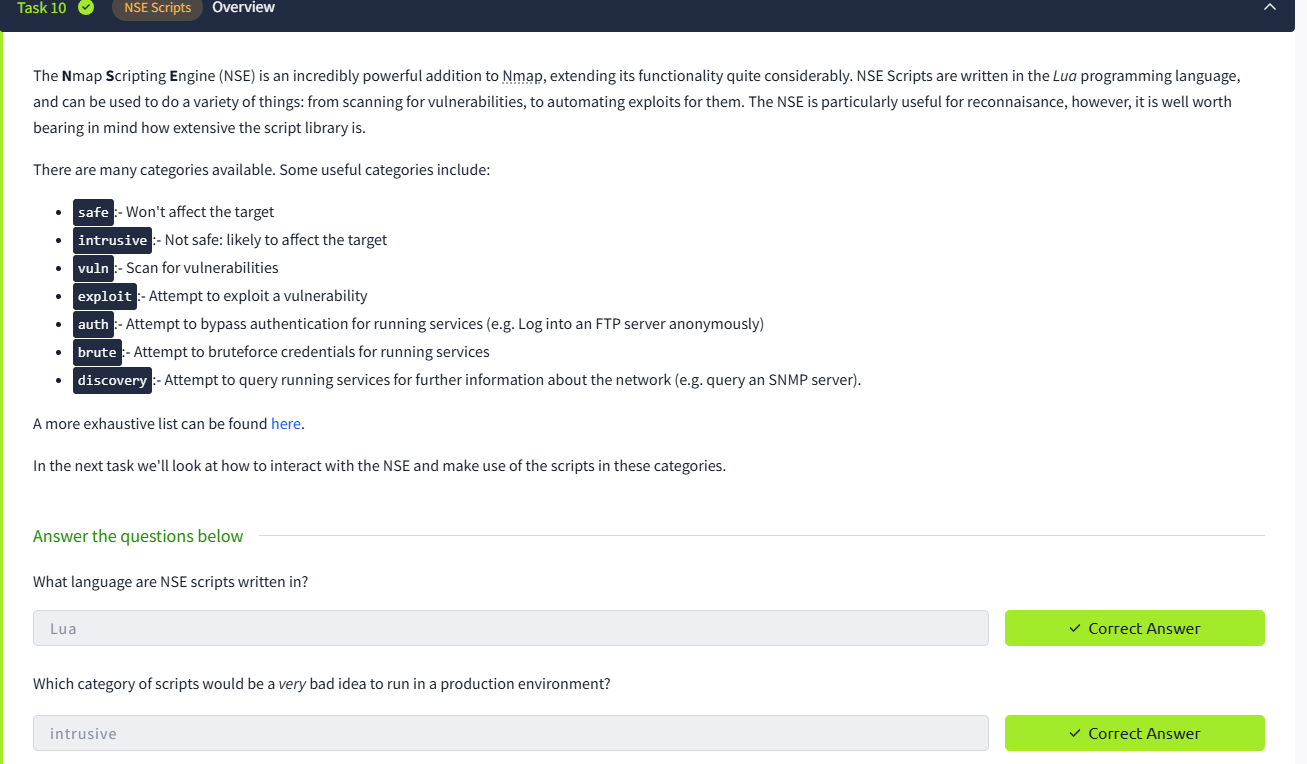 Task 10 NSE Scripts Overview
The Nmap Scripting Engine (NSE) is an incredibly powerful addition to Nmap, extending its functionality quite considerably. NSE Scripts are written in the Lua programming language,
and can be used to do a variety of things: from scanning for vulnerabilities, to automating exploits for them. The NSE is particularly useful for reconnaisance, however, it is well worth
bearing in mind how extensive the script library is.
There are many categories available. Some useful categories include:
safe:- Won't affect the target
intrusive:- Not safe: likely to affect the target
vuln:- Scan for vulnerabilities
exploit:- Attempt to exploit a vulnerability
auth:- Attempt to bypass authentication for running services (e.g. Log into an FTP server anonymously)
brute:- Attempt to bruteforce credentials for running services
discovery:- Attempt to query running services for further information about the network (e.g. query an SNMP server).
A more exhaustive list can be found here.
In the next task we'll look at how to interact with the NSE and make use of the scripts in these categories.
Answer the questions below
What language are NSE scripts written in?
Lua
Correct Answer
Which category of scripts would be a very bad idea to run in a production environment?
intrusive
Correct Answer